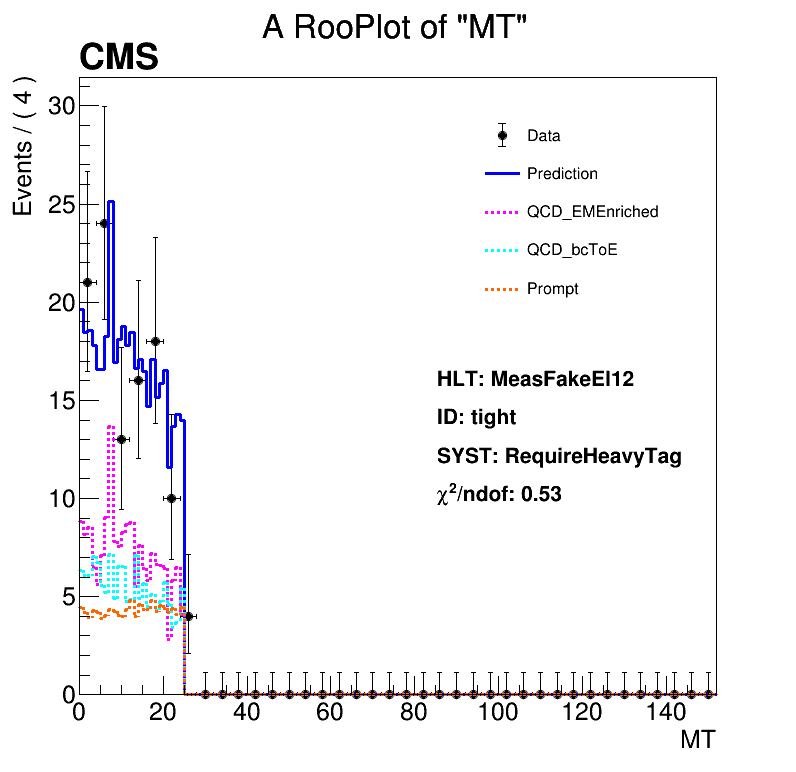 A RooPlot of "MT"
CMS
Events / ( 4 )
30
25
20
15
10
5
0
Data
Prediction
QCD_EMEnriched
QCD_bcToE
Prompt
HLT: MeasFakeEl12
ID: tight
SYST: RequireHeavyTag
χ²/ndof: 0.53
0 20 40 60 80 100 120 140
MT